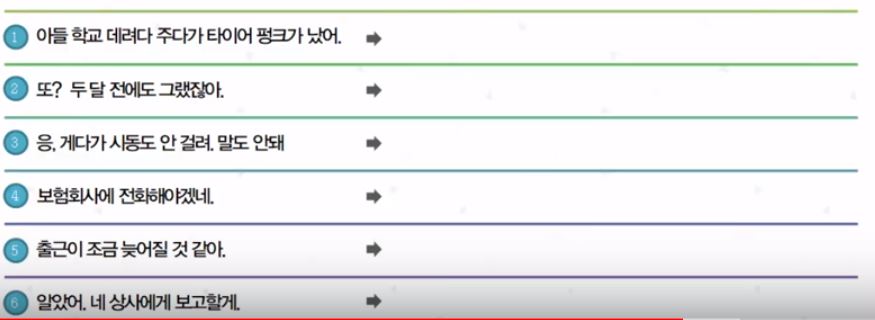 1 아들 학교 데려다 주다가 타이어 펑크가 났어.
2 또? 두 달 전에도 그랬잖아.
3 응, 게다가 시동도 안 걸려. 말도 안돼
4 보험회사에 전화해야겠네.
5 출근이 조금 늦어질 것 같아.
6 알았어. 네 상사에게 보고할게.